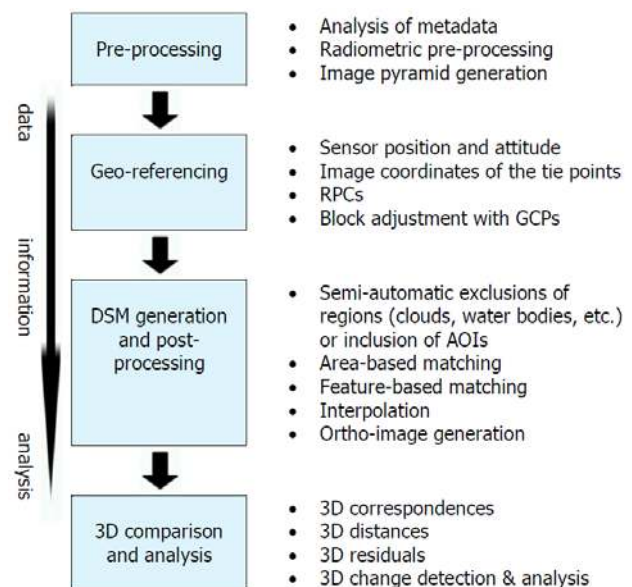 Pre-processing
• Analysis of metadata
• Radiometric pre-processing
• Image pyramid generation
data
information
analysis
Geo-referencing
• Sensor position and attitude
• Image coordinates of the tie points
• RPCs
• Block adjustment with GCPs
DSM generation
and post-
processing
• Semi-automatic exclusions of
regions (clouds, water bodies, etc.)
or inclusion of AOIs
• Area-based matching
• Feature-based matching
• Interpolation
• Ortho-image generation
3D comparison
and analysis
• 3D correspondences
• 3D distances
• 3D residuals
• 3D change detection & analysis